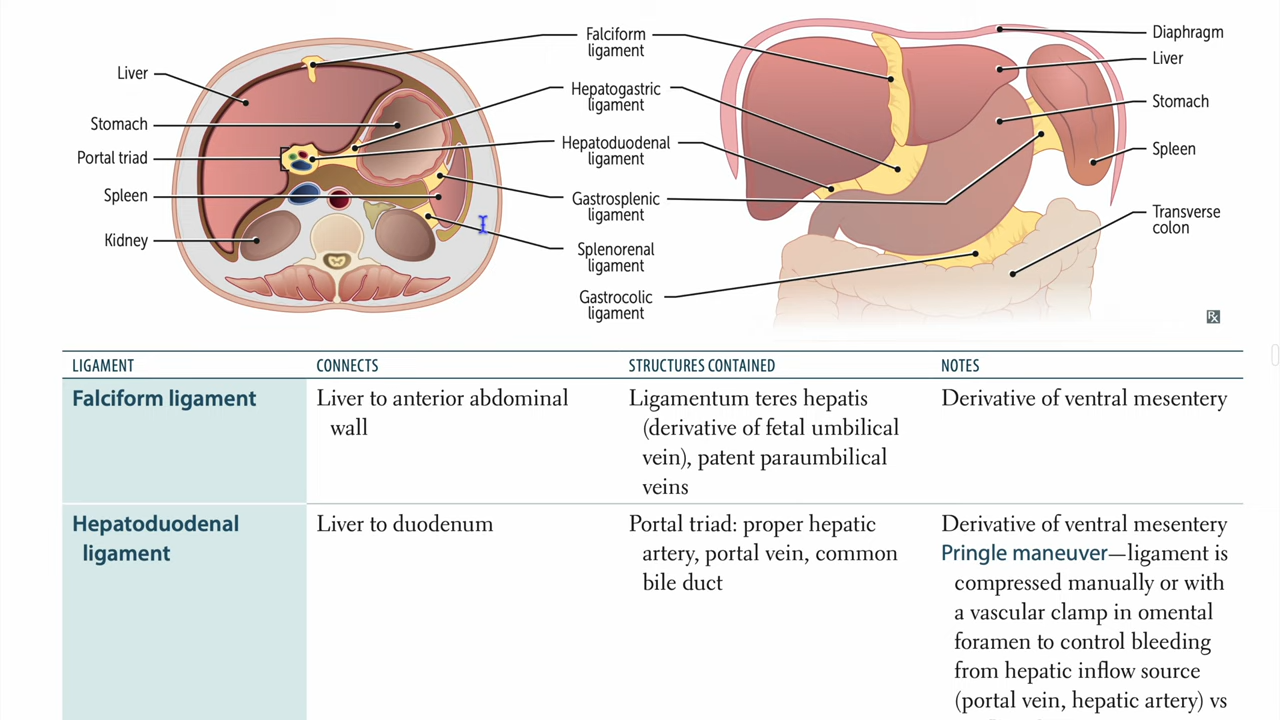 Liver
Stomach
Portal triad
Spleen
Kidney
Falciform
ligament
Hepatogastric
ligament
Hepatoduodenal
ligament
Gastrosplenic
ligament
Splenorenal
ligament
Gastrocolic
ligament
Diaphragm
Liver
Stomach
Spleen
Transverse
colon
Rx
LIGAMENT CONNECTS STRUCTURES CONTAINED NOTES
Falciform ligament
Liver to anterior abdominal
wall
Ligamentum teres hepatis
(derivative of fetal umbilical
vein), patent paraumbilical
veins
Derivative of ventral mesentery
Hepatoduodenal
ligament
Liver to duodenum
Portal triad: proper hepatic
artery, portal vein, common
bile duct
Derivative of ventral mesentery
Pringle maneuver—ligament is
compressed manually or with
a vascular clamp in omental
foramen to control bleeding
from hepatic inflow source
(portal vein, hepatic artery) vs